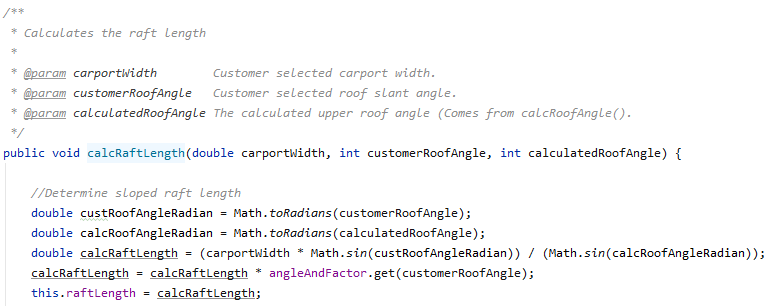 /**
* Calculates the raft length
*
* @param carportWidth Customer selected carport width.
* @param customerRoofAngle Customer selected roof slant angle.
* @param calculatedRoofAngle The calculated upper roof angle (Comes from calcRoofAngle().
*/
public void calcRaftLength(double carportWidth, int customerRoofAngle, int calculatedRoofAngle) {
//Determine sloped raft length
double custRoofAngleRadian = Math.toRadians(customerRoofAngle);
double calcRoofAngleRadian = Math.toRadians(calculatedRoofAngle);
double calcRaftLength = (carportWidth * Math.sin(custRoofAngleRadian)) / (Math.sin(calcRoofAngleRadian));
calcRaftLength = calcRaftLength * angleAndFactor.get(customerRoofAngle);
this.raftLength = calcRaftLength;